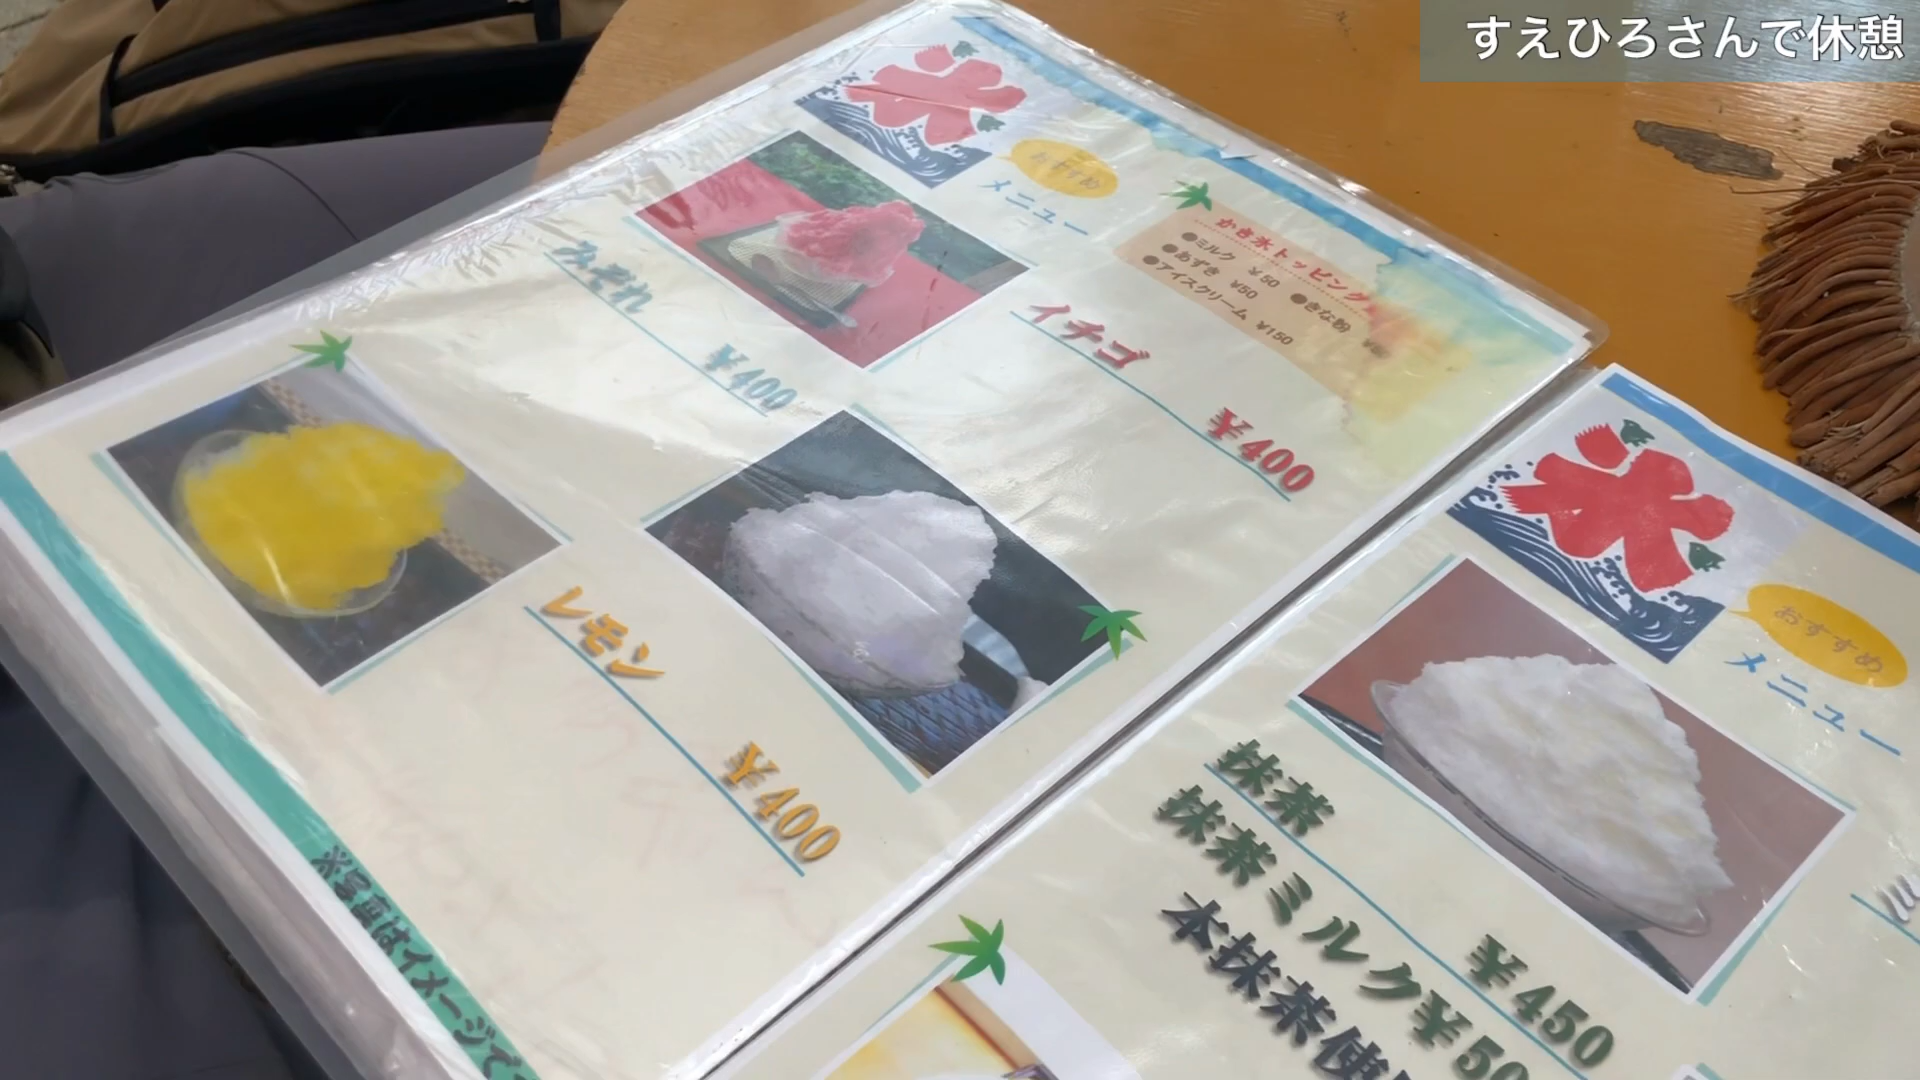 すえひろさんで休憩
氷
おすすめ
メニュー
かき氷トッピング
●ミルク ¥50 ●きな粉
●あずき ¥50
●アイスクリーム ¥150
イチゴ
¥400
みぞれ
¥400
レモン
¥400
※写真はイメージで
氷
おすすめ
メニュー
抹茶
¥450
抹茶ミルク¥50
本抹茶使
ミ